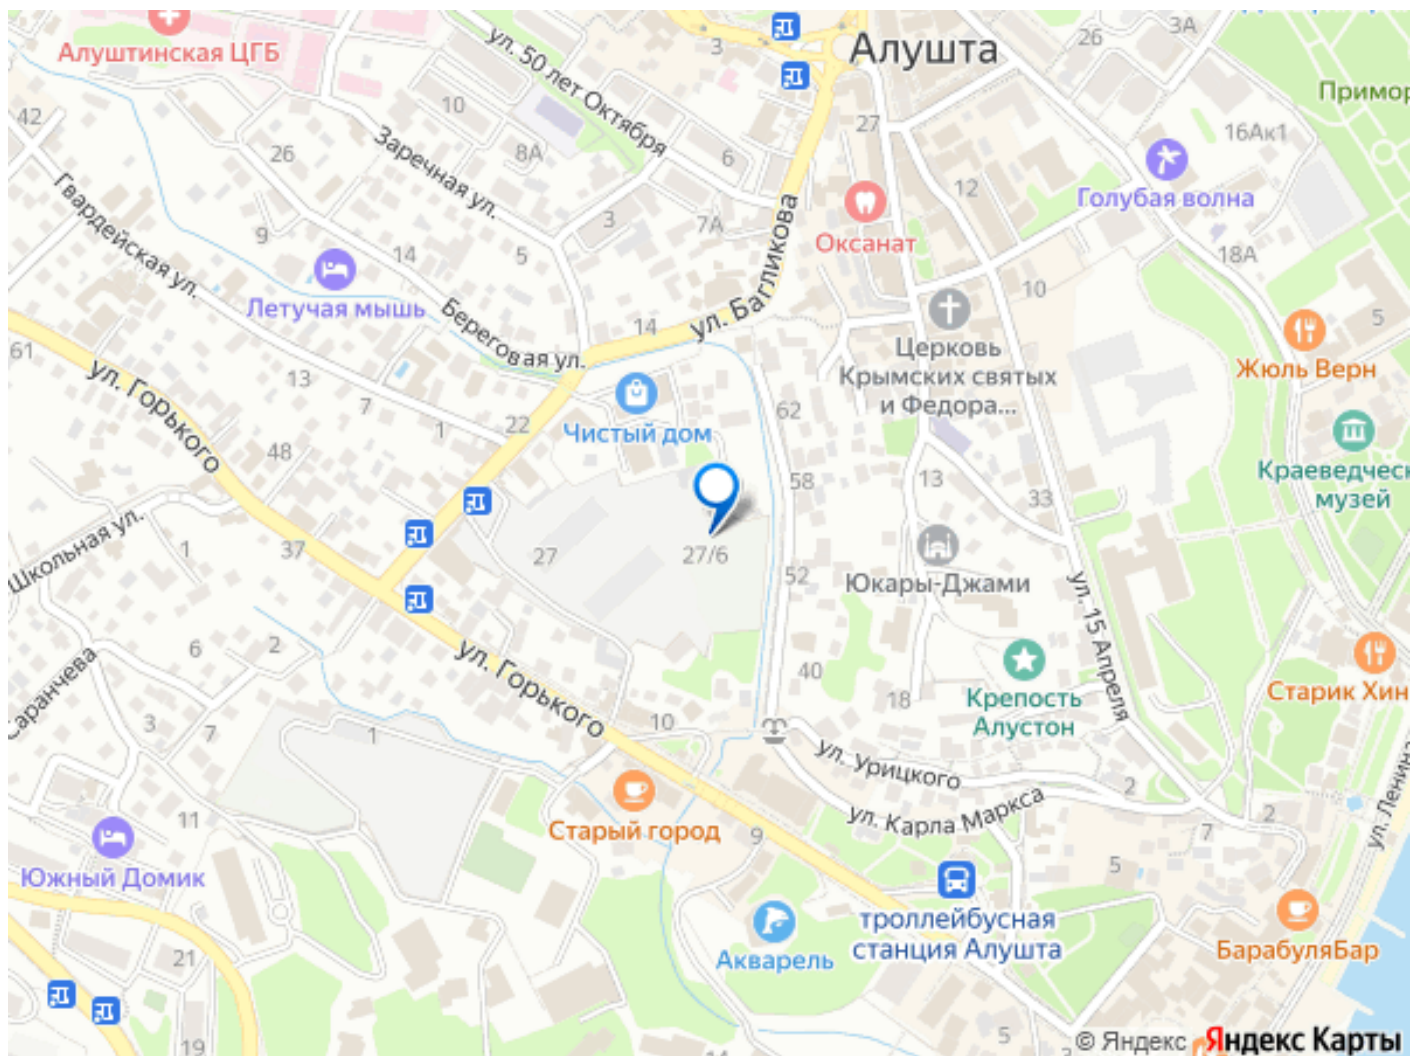 Алуштинская ЦГБ
Алушта
3
26
3А
Примор
ул. 50 лет Октября
10
8А
6
27
16Ак1
42
26
Заречная ул.
12
Голубая волна
Гвардейская ул.
9
14
5
3
7А
Оксанат
18А
10
5
Летучая мышь
Береговая ул.
14
ул. Багликова
Церковь
Крымских святых
и Федора...
Жюль Верн
61
ул. Горького
13
7
1
22
48
Чистый дом
62
58
13
33
Краеведчес
музей
Школьная ул.
1
37
27
27/6
52
Юкары-Джами
ул. 15 Апреля
6
2
ул. Горького
40
18
Крепость
Алустон
Старик Хин
3
7
1
10
ул. Урицкого
2
2
ул. Ленина
11
Старый город
9
ул. Карла Маркса
7
5
Южный Домик
троллейбусная
станция Алушта
21
Акварель
БарабуляБар
19
© Яндекс Яндекс Карты